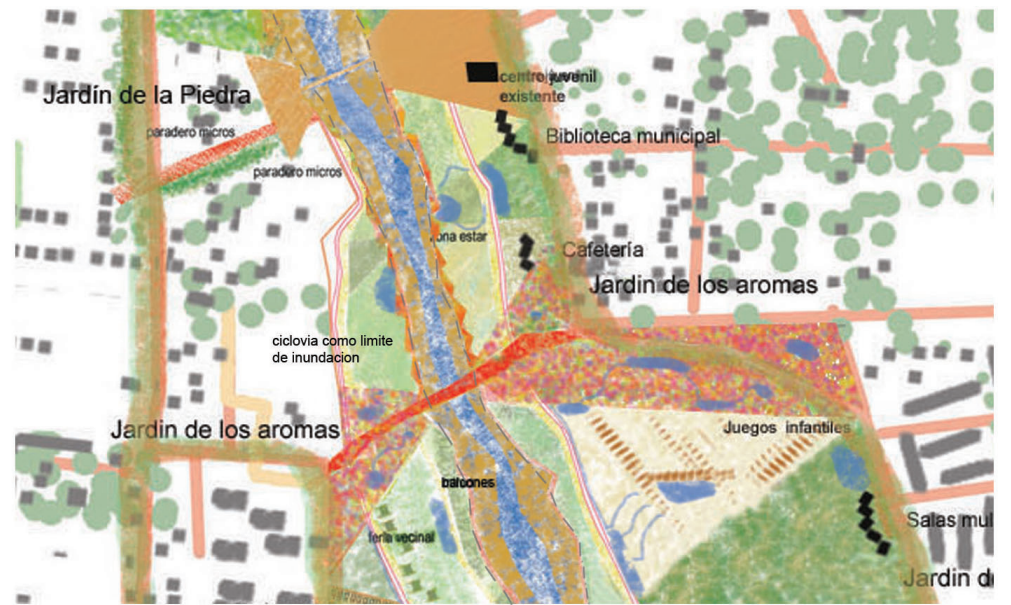 centro juvenil
existente
Jardín de la Piedra
paradero micros
Biblioteca municipal
paradero micros
zona estar
Cafetería
Jardin de los aromas
ciclovia como limite
de inundacion
Jardin de los aromas
Juegos infantiles
balcones
Salas mul
feria vecinal
Jardin d